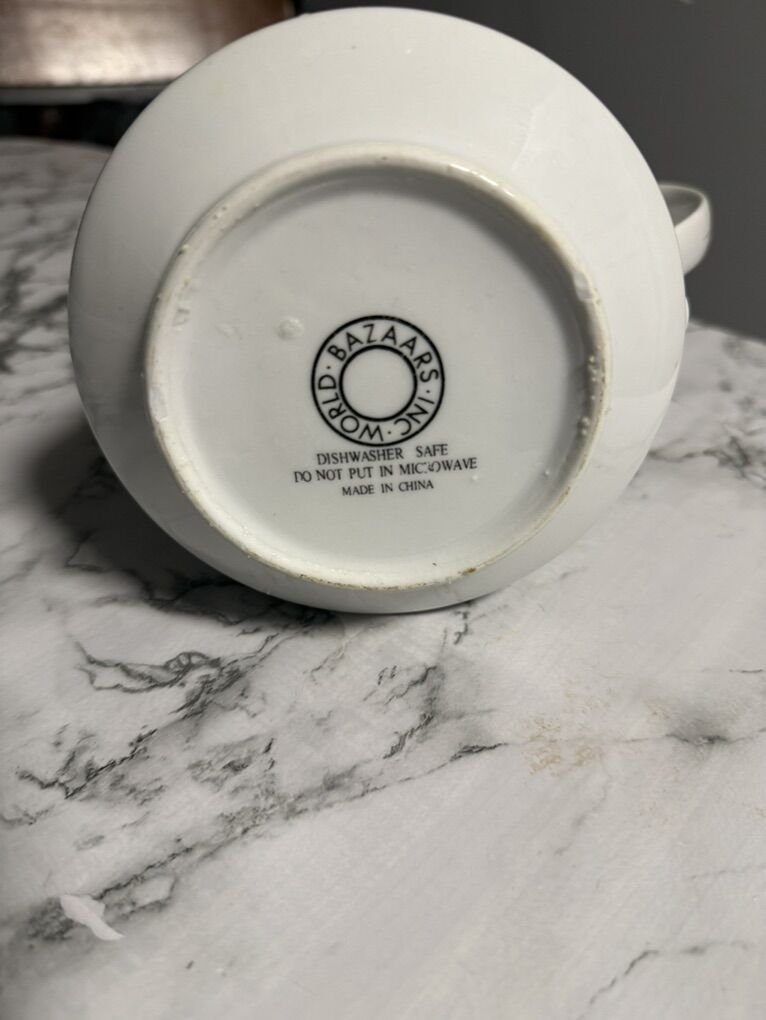 WORLD · BAZAARS · INC ·
DISHWASHER SAFE
DO NOT PUT IN MICROWAVE
MADE IN CHINA